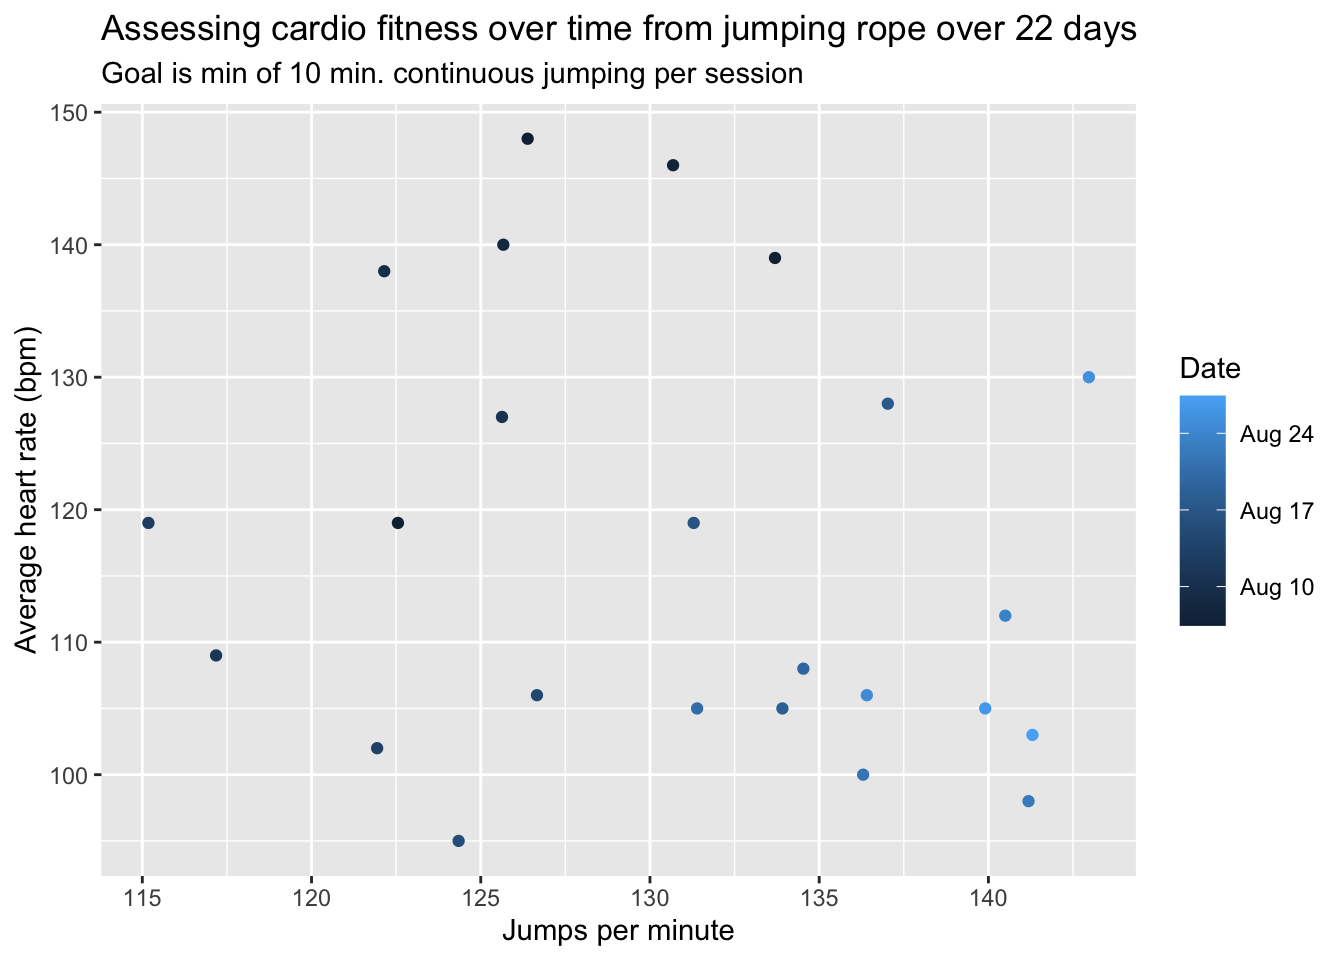 Assessing cardio fitness over time from jumping rope over 22 days
Goal is min of 10 min. continuous jumping per session
150
140
130
120
110
100
Average heart rate (bpm)
115 120 125 130 135 140
Jumps per minute
Date
Aug 24
Aug 17
Aug 10